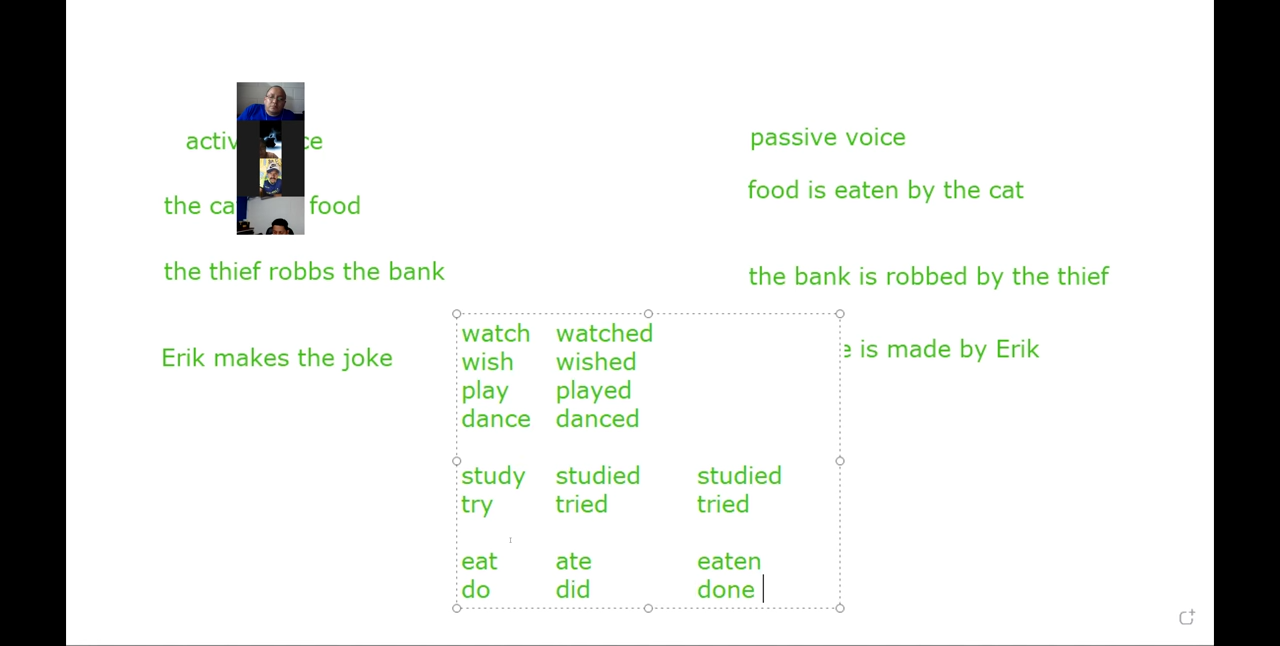 activ ce
passive voice
the ca food
food is eaten by the cat
the thief robbs the bank
the bank is robbed by the thief
Erik makes the joke
e is made by Erik
watch watched
wish wished
play played
dance danced
study studied studied
try tried tried
eat ate eaten
do did done